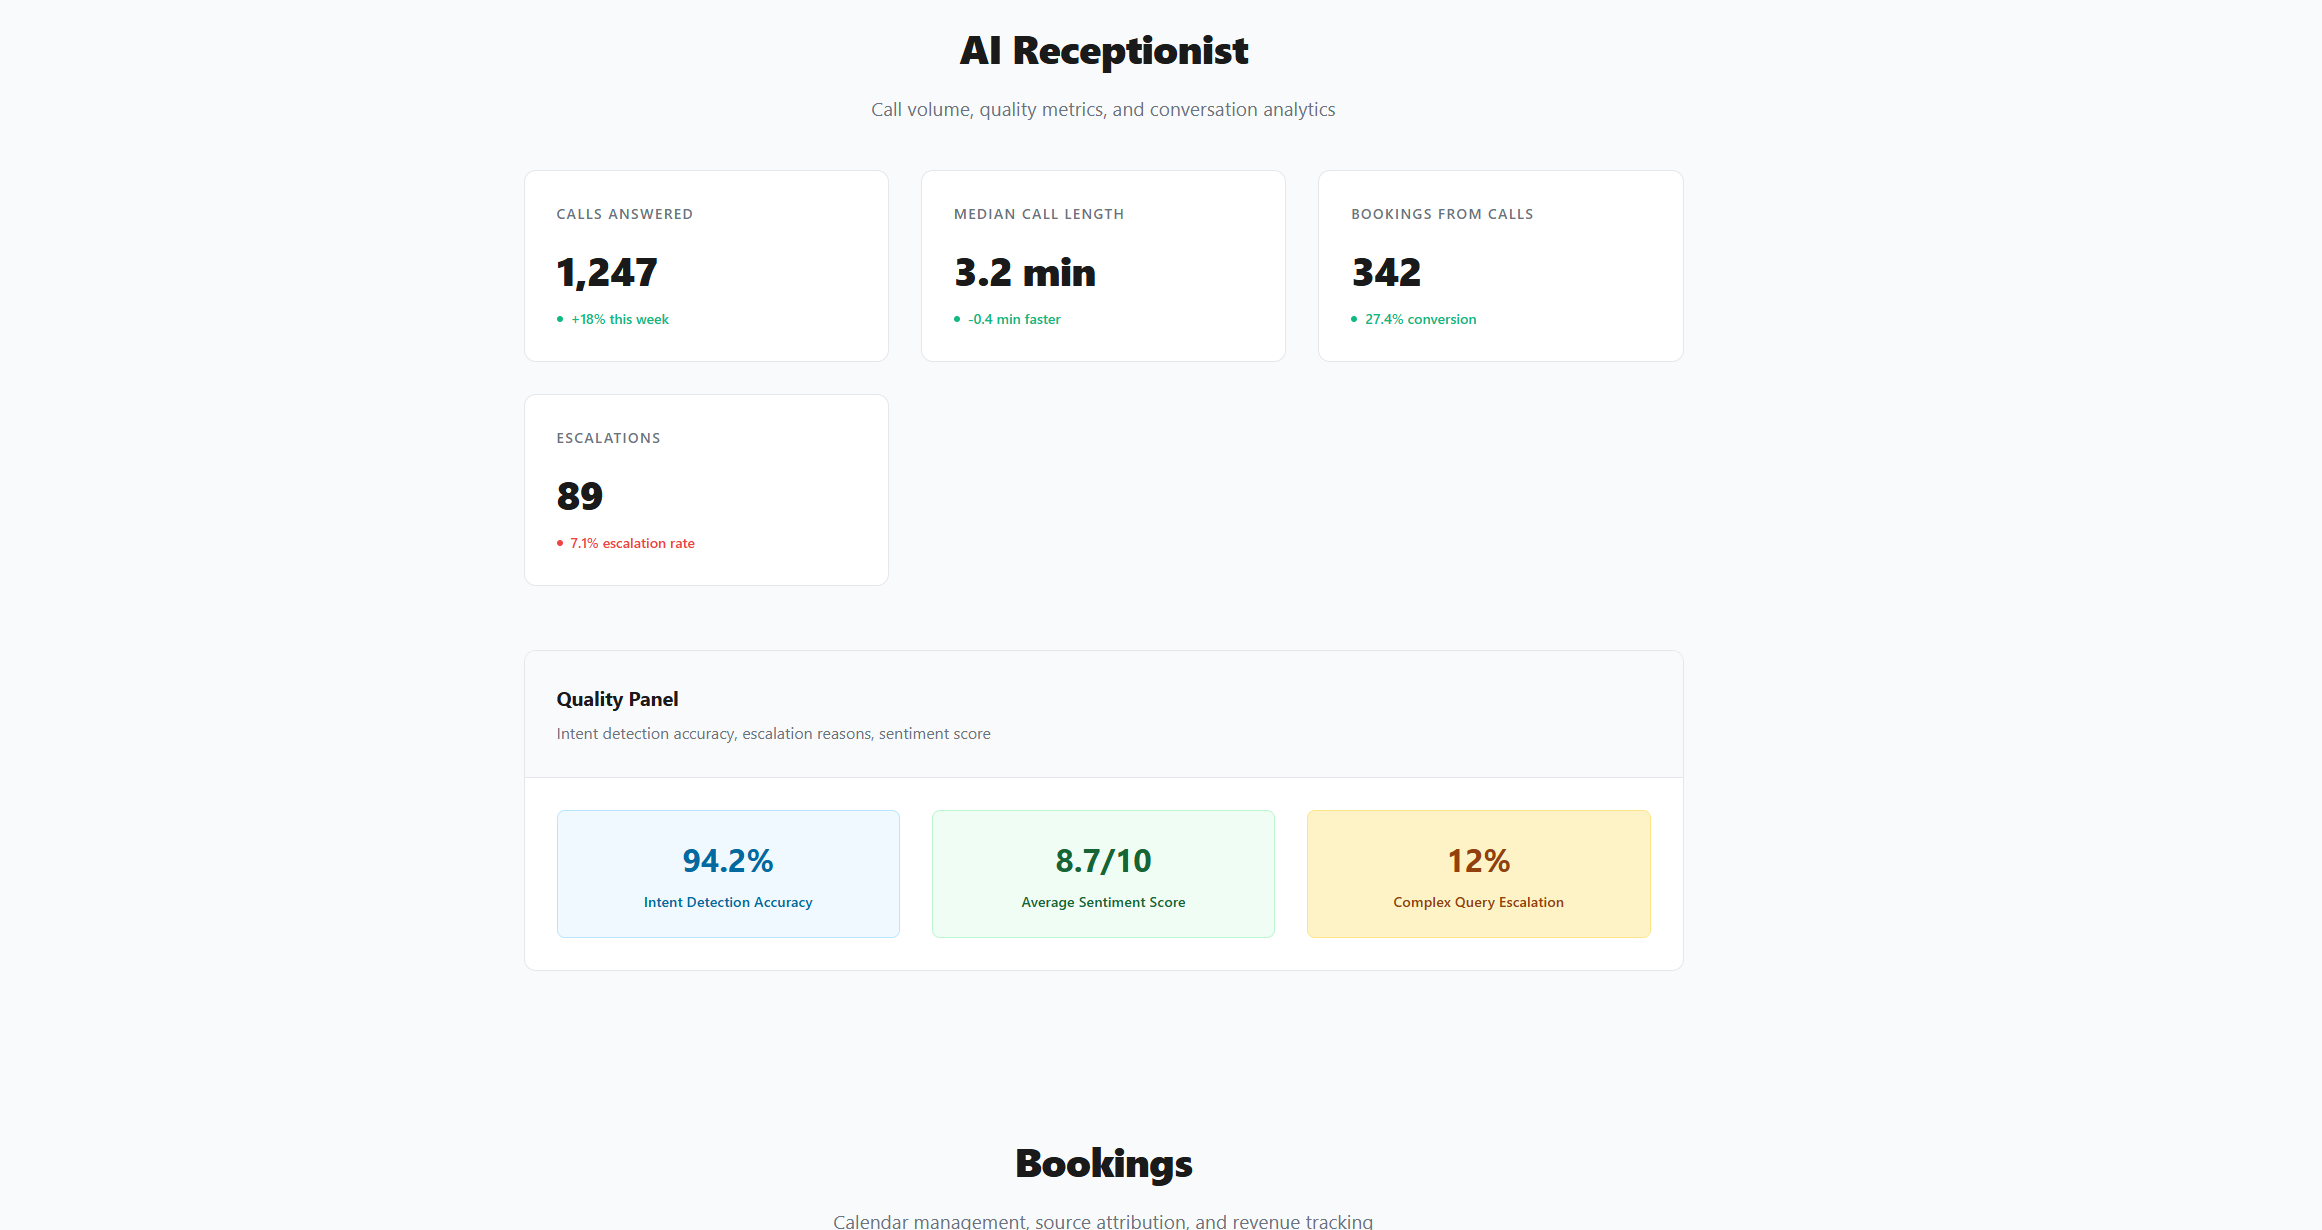 AI Receptionist
Call volume, quality metrics, and conversation analytics
CALLS ANSWERED
1,247
+18% this week
MEDIAN CALL LENGTH
3.2 min
-0.4 min faster
BOOKINGS FROM CALLS
342
27.4% conversion
ESCALATIONS
89
7.1% escalation rate
Quality Panel
Intent detection accuracy, escalation reasons, sentiment score
94.2%
Intent Detection Accuracy
8.7/10
Average Sentiment Score
12%
Complex Query Escalation
Bookings
Calendar management, source attribution, and revenue tracking